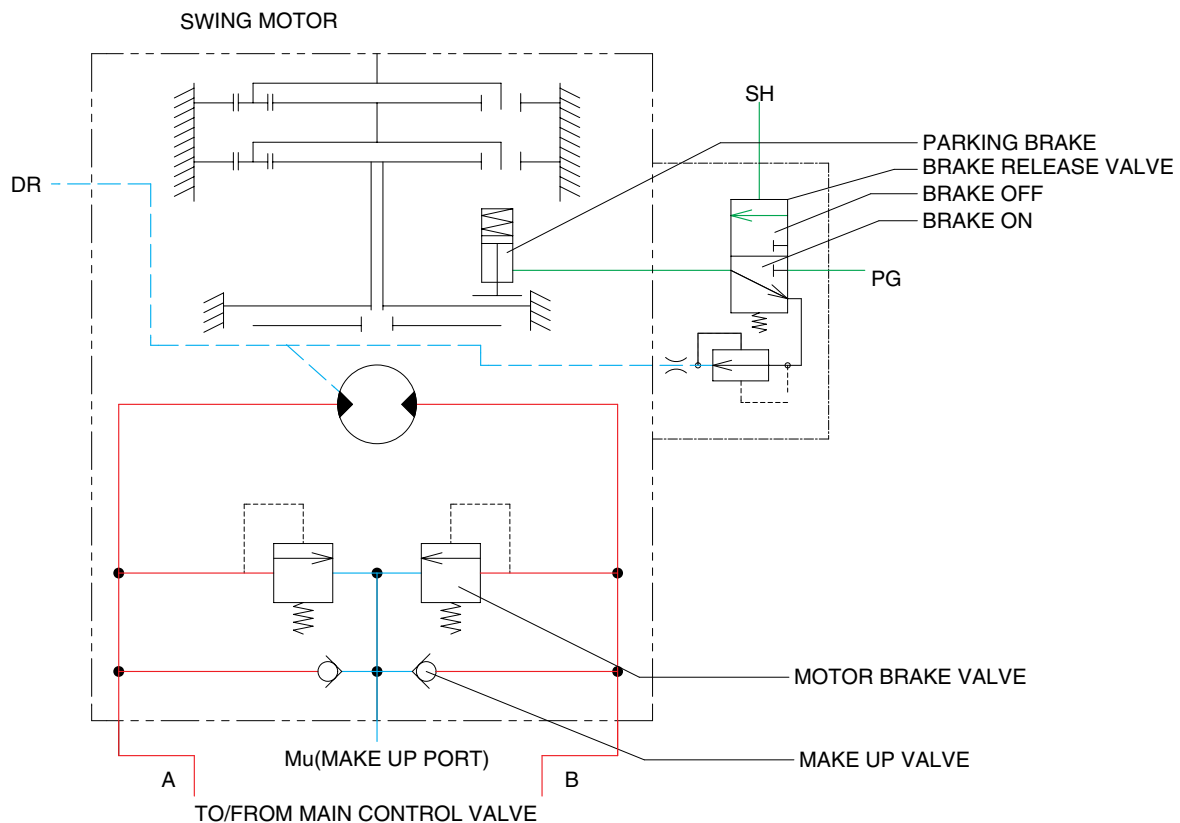 SWING MOTOR
SH
PARKING BRAKE
BRAKE RELEASE VALVE
BRAKE OFF
BRAKE ON
DR
PG
MOTOR BRAKE VALVE
Mu(MAKE UP PORT)
MAKE UP VALVE
A
B
TO/FROM MAIN CONTROL VALVE